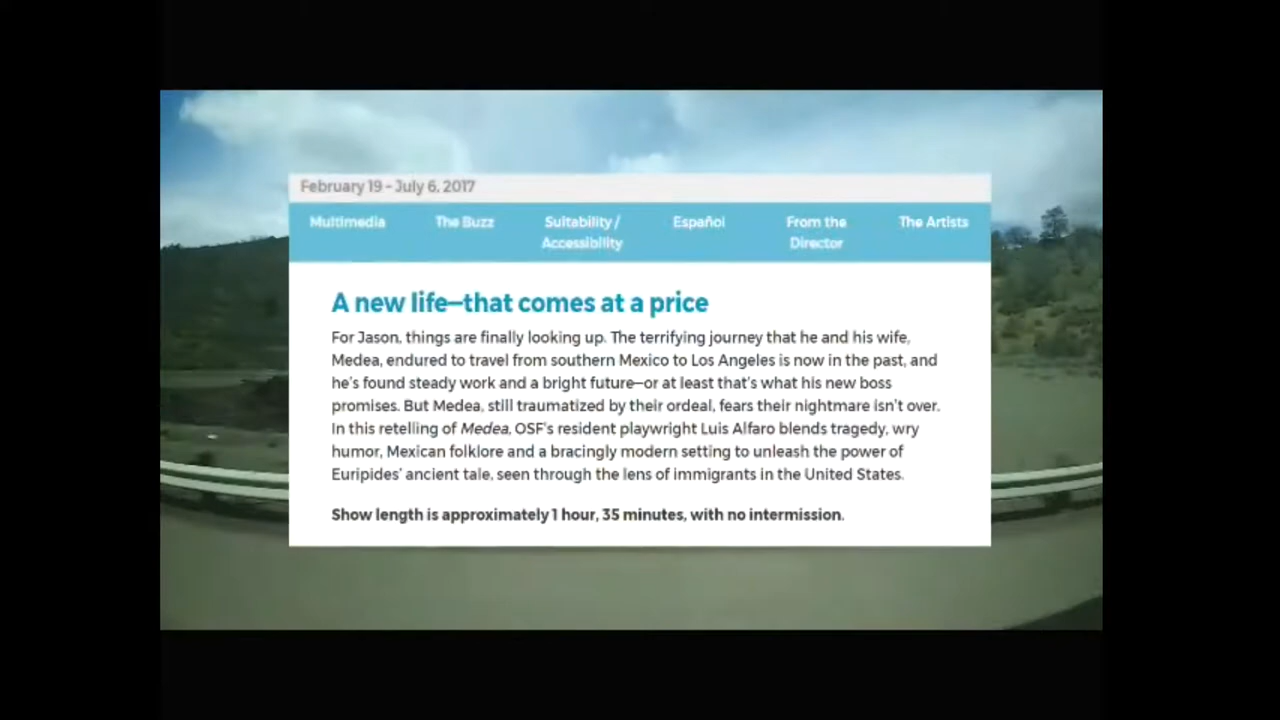 February 19 - July 6, 2017
Multimedia The Buzz Suitability / Accessibility Español From the Director The Artists
A new life—that comes at a price
For Jason, things are finally looking up. The terrifying journey that he and his wife,
Medea, endured to travel from southern Mexico to Los Angeles is now in the past, and
he's found steady work and a bright future—or at least that's what his new boss
promises. But Medea, still traumatized by their ordeal, fears their nightmare isn't over.
In this retelling of Medea, OSF's resident playwright Luis Alfaro blends tragedy, wry
humor, Mexican folklore and a bracingly modern setting to unleash the power of
Euripides' ancient tale, seen through the lens of immigrants in the United States.
Show length is approximately 1 hour, 35 minutes, with no intermission.